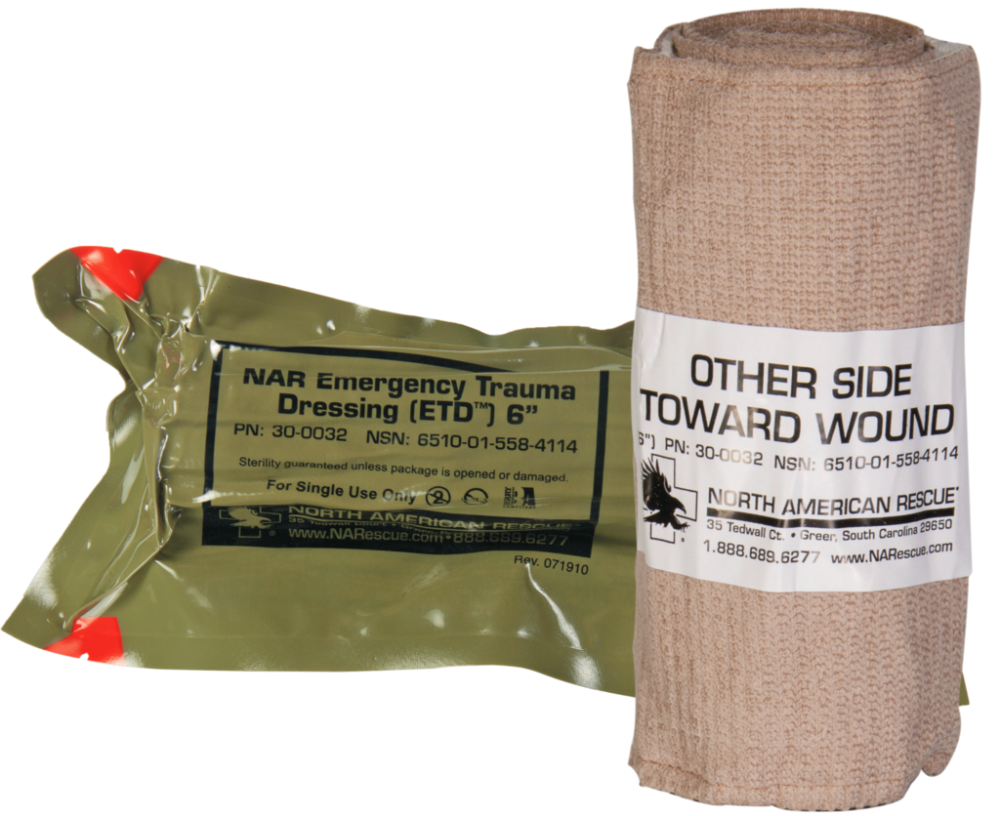 NAR Emergency Trauma
Dressing (ETD™) 6”
PN: 30-0032 NSN: 6510-01-558-4114
Sterility guaranteed unless package is opened or damaged.
For Single Use Only
NORTH AMERICAN RESCUE®
35 Tedwall Court •
www.NARescue.com • 888.689.6277
Rev. 071910
OTHER SIDE
TOWARD WOUND
6”) PN: 30-0032 NSN: 6510-01-558-4114
NORTH AMERICAN RESCUE®
35 Tedwall Ct. • Greer, South Carolina 29650
1.888.689.6277 www.NARescue.com